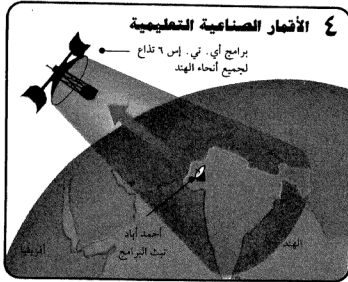 ٤ الأقمار الصناعية التعليمية
برامج أي. تي. إس ٦ تذاع
لجميع أنحاء الهند
أحمد أباد
تبث البرامج
الهند
أفريقيا